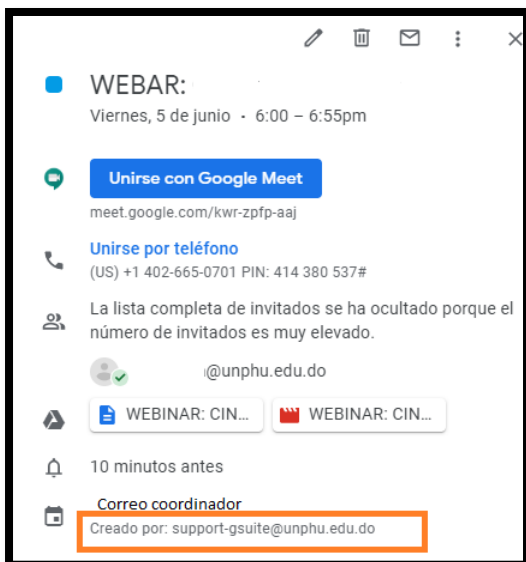 WEBAR:
Viernes, 5 de junio · 6:00 – 6:55pm
Unirse con Google Meet
meet.google.com/kwr-zpfp-aaj
Unirse por teléfono
(US) +1 402-665-0701 PIN: 414 380 537#
La lista completa de invitados se ha ocultado porque el
número de invitados es muy elevado.
@unphu.edu.do
WEBINAR: CIN... WEBINAR: CIN...
10 minutos antes
Correo coordinador
Creado por: support-gsuite@unphu.edu.do